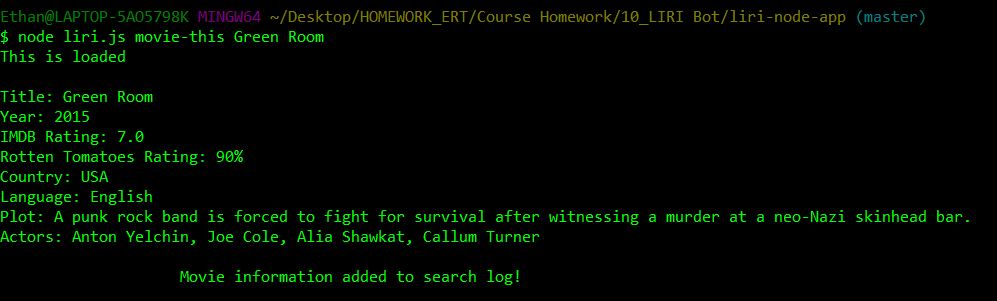 Ethan@LAPTOP-5AO5798K MINGW64 ~/Desktop/HOMEWORK_ERT/Course Homework/10_LIRI Bot/liri-node-app (master)
$ node liri.js movie-this Green Room
This is loaded
Title: Green Room
Year: 2015
IMDB Rating: 7.0
Rotten Tomatoes Rating: 90%
Country: USA
Language: English
Plot: A punk rock band is forced to fight for survival after witnessing a murder at a neo-Nazi skinhead bar.
Actors: Anton Yelchin, Joe Cole, Alia Shawkat, Callum Turner
Movie information added to search log!